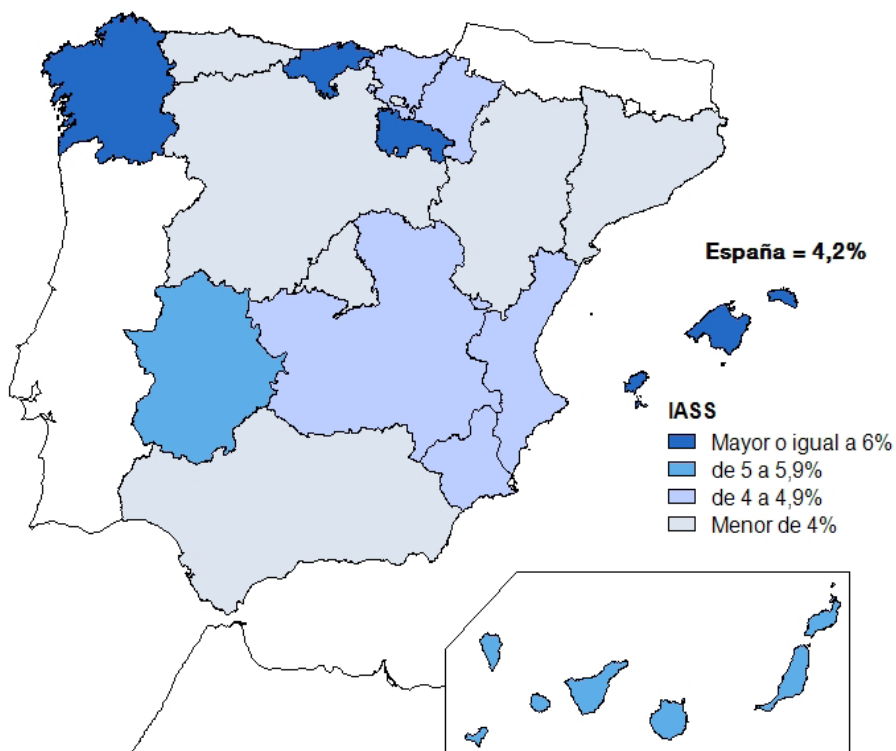 España = 4,2%
IASS
Mayor o igual a 6%
de 5 a 5,9%
de 4 a 4,9%
Menor de 4%